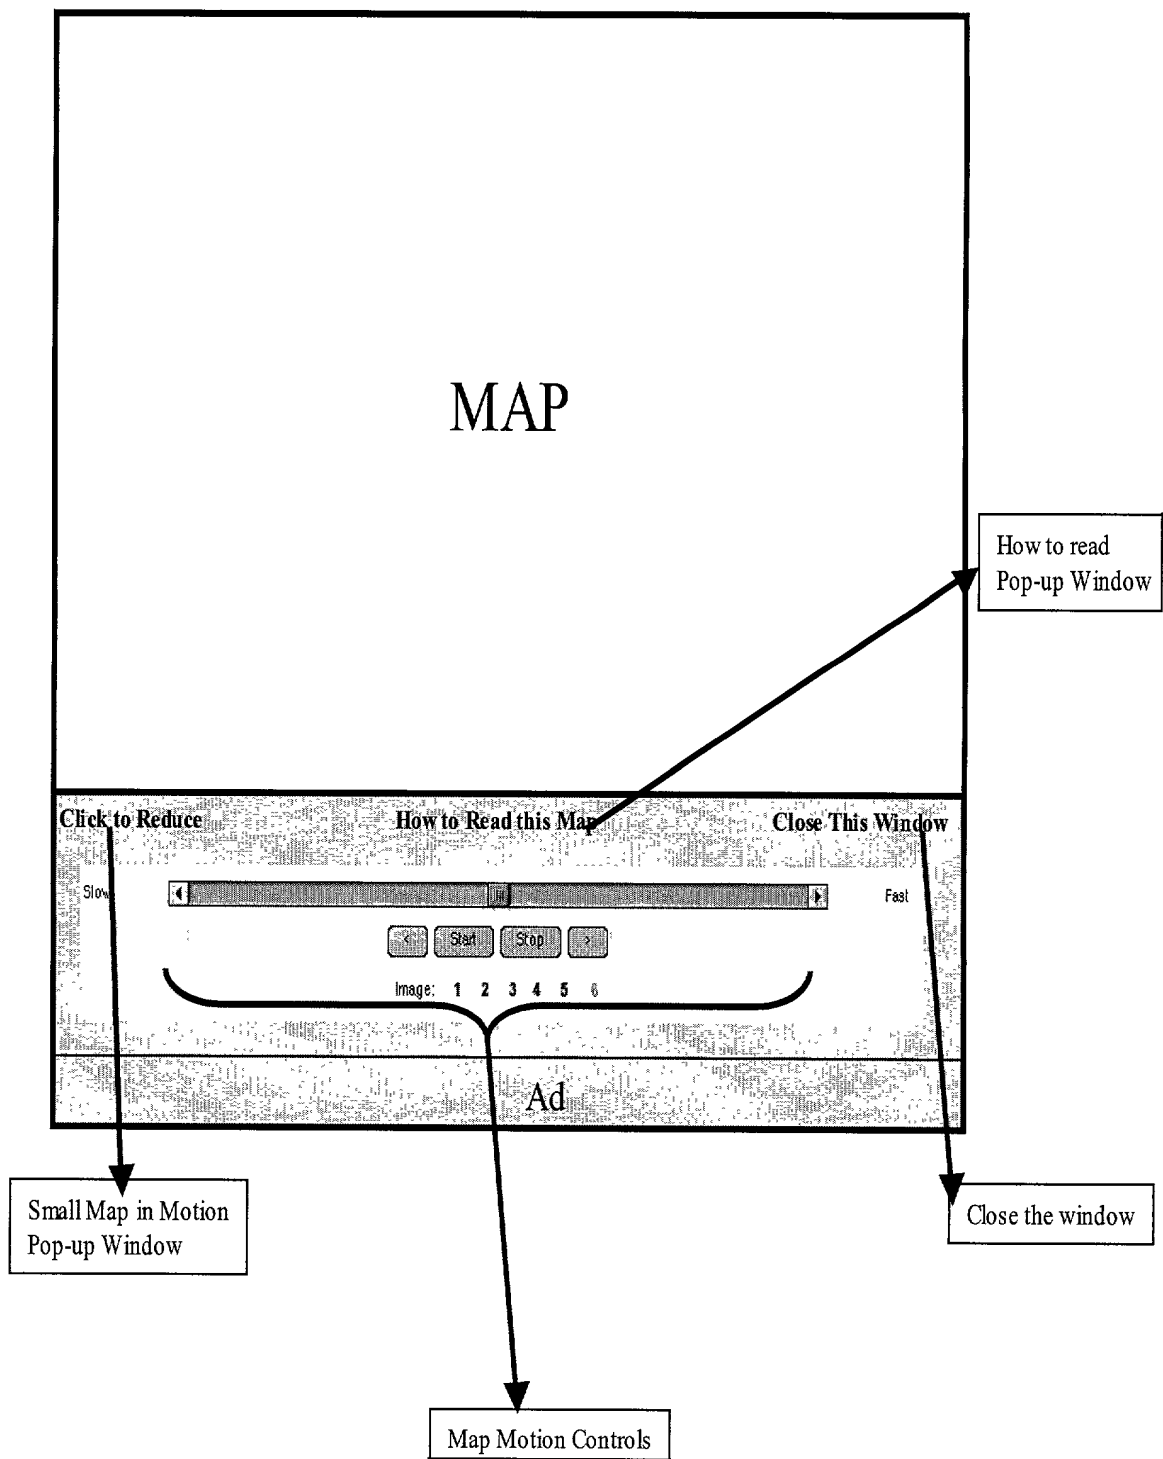 MAP
How to read
Pop-up Window
Click to Reduce How to Read this Map Close This Window
Slow Fast
< Start Stop >
Image: 1 2 3 4 5 6
Ad
Small Map in Motion
Pop-up Window
Close the window
Map Motion Controls